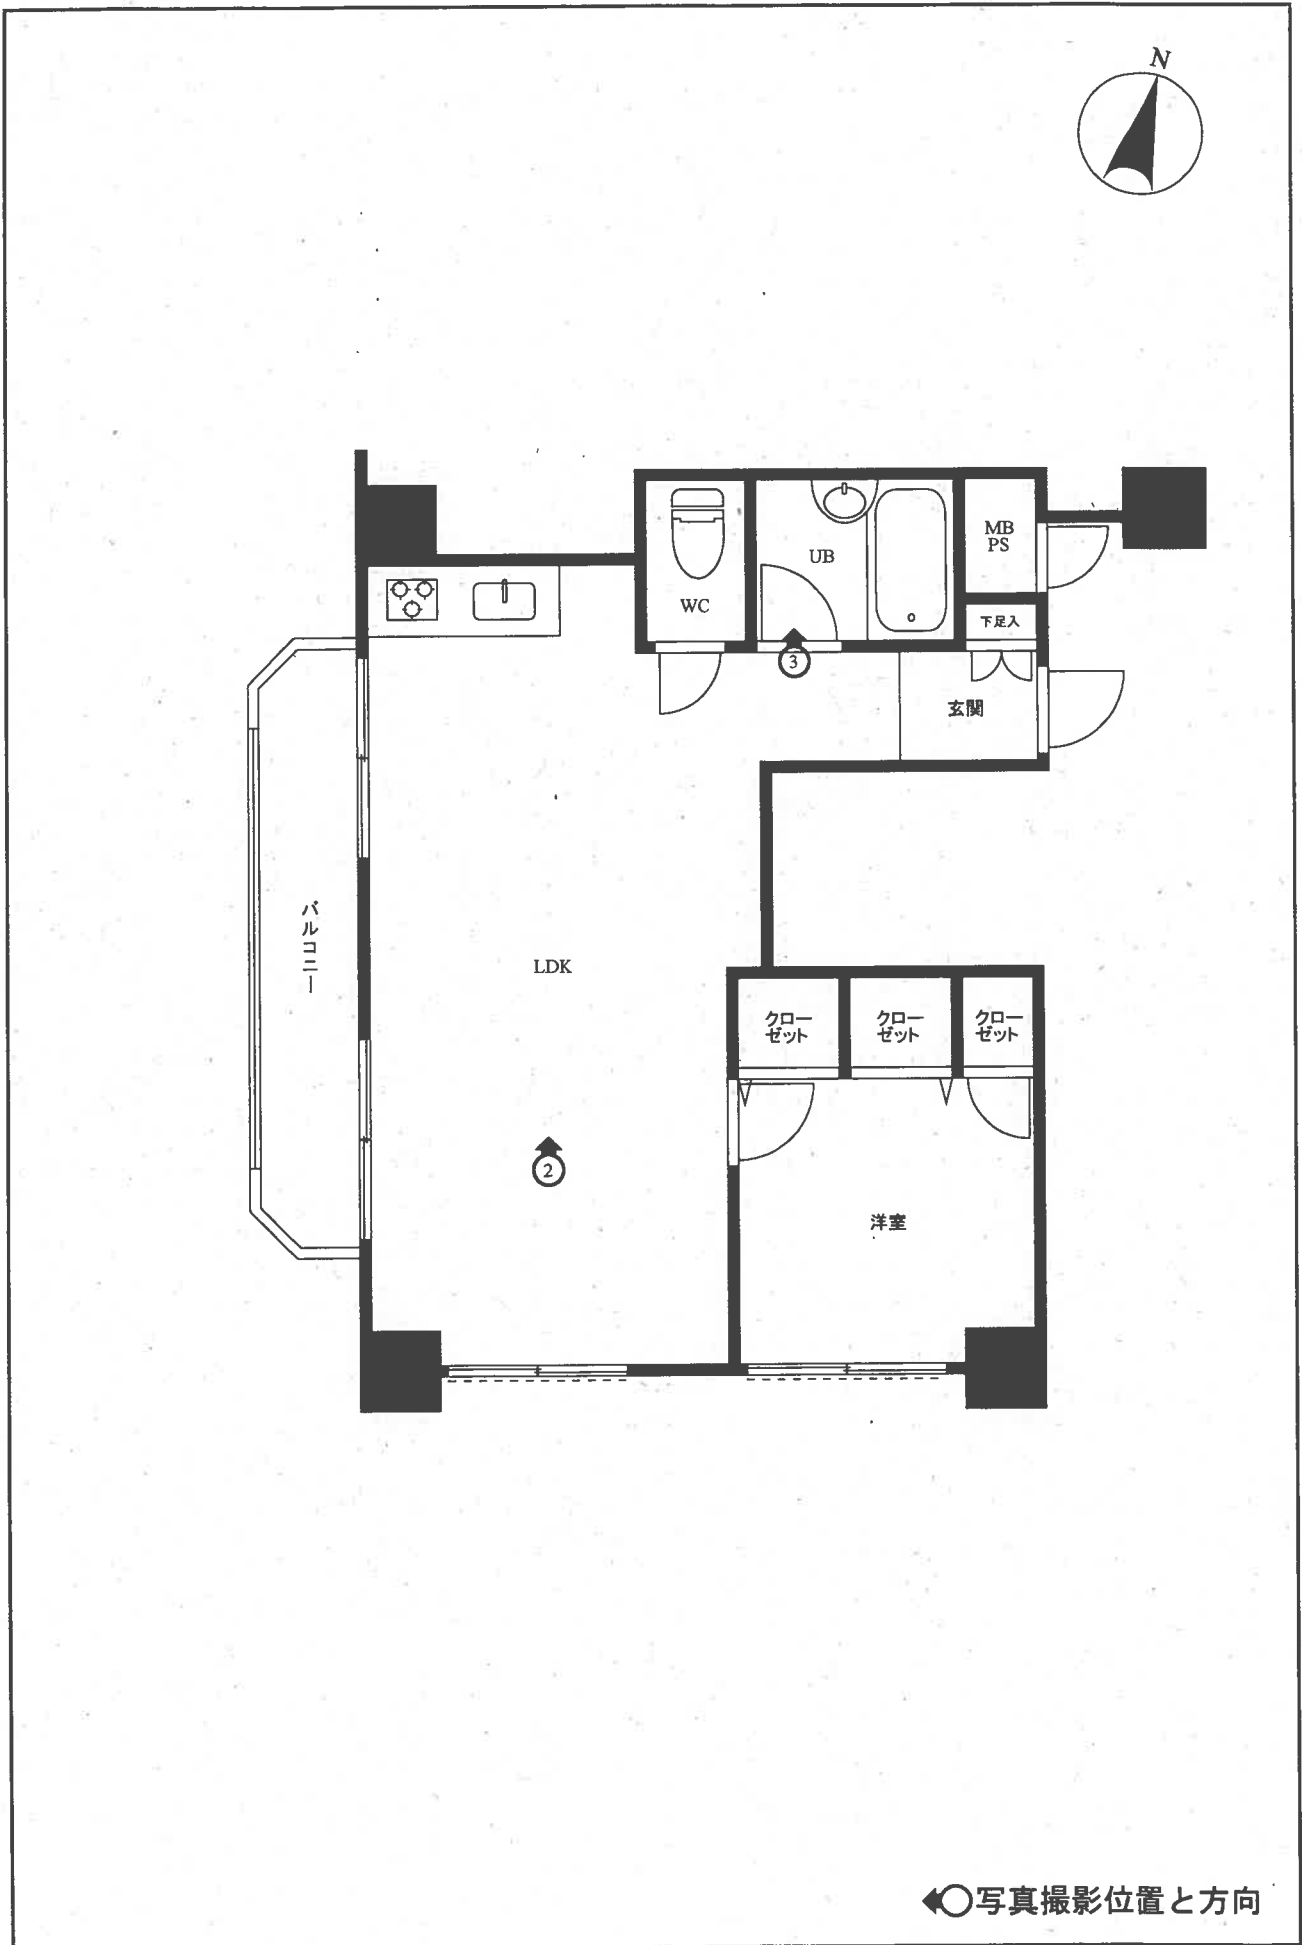 N
MB
PS
UB
WC
下足入
3
玄関
バルコニー
LDK
クロー
ゼット
クロー
ゼット
クロー
ゼット
2
洋室
写真撮影位置と方向